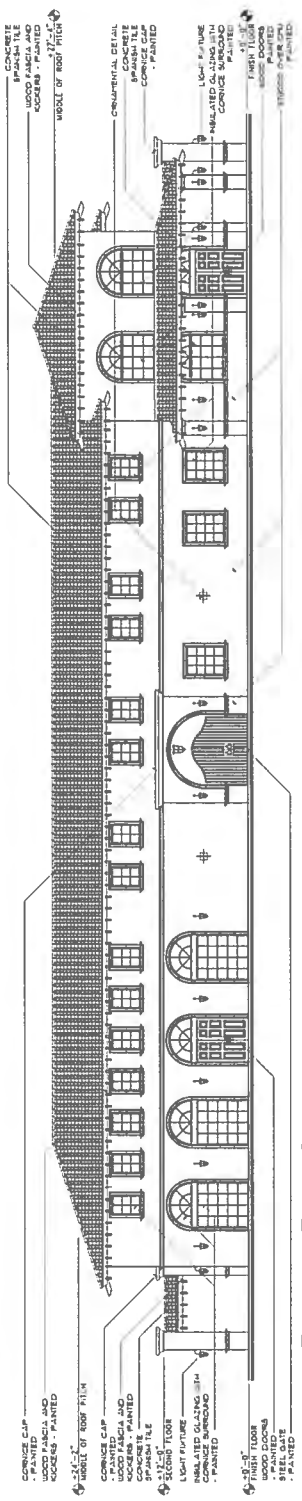 CONCRETE
SPANISH TILE
WOOD FASCIA AND
KICKERS - PAINTED
+27'-4"
MIDDLE OF ROOF PITCH
ORNAMENTAL DETAIL
CONCRETE
SPANISH TILE
CORNICE CAP
- PAINTED
LIGHT FIXTURE
INSULATED GLAZING WITH
CORNICE SURROUND
- PAINTED
+0'-0"
FINISH FLOOR
WOOD DOORS
- PAINTED
STUCCO OVER
- PAINTED
CORNICE CAP
- PAINTED
WOOD FASCIA AND
KICKERS - PAINTED
+24'-2"
MIDDLE OF ROOF PITCH
CORNICE CAP
- PAINTED
WOOD FASCIA AND
KICKERS - PAINTED
CONCRETE
SPANISH TILE
+12'-0"
SECOND FLOOR
LIGHT FIXTURE
INSULATED GLAZING WITH
CORNICE SURROUND
- PAINTED
+0'-0"
FINISH FLOOR
WOOD DOORS
- PAINTED
STEEL GATE
- PAINTED